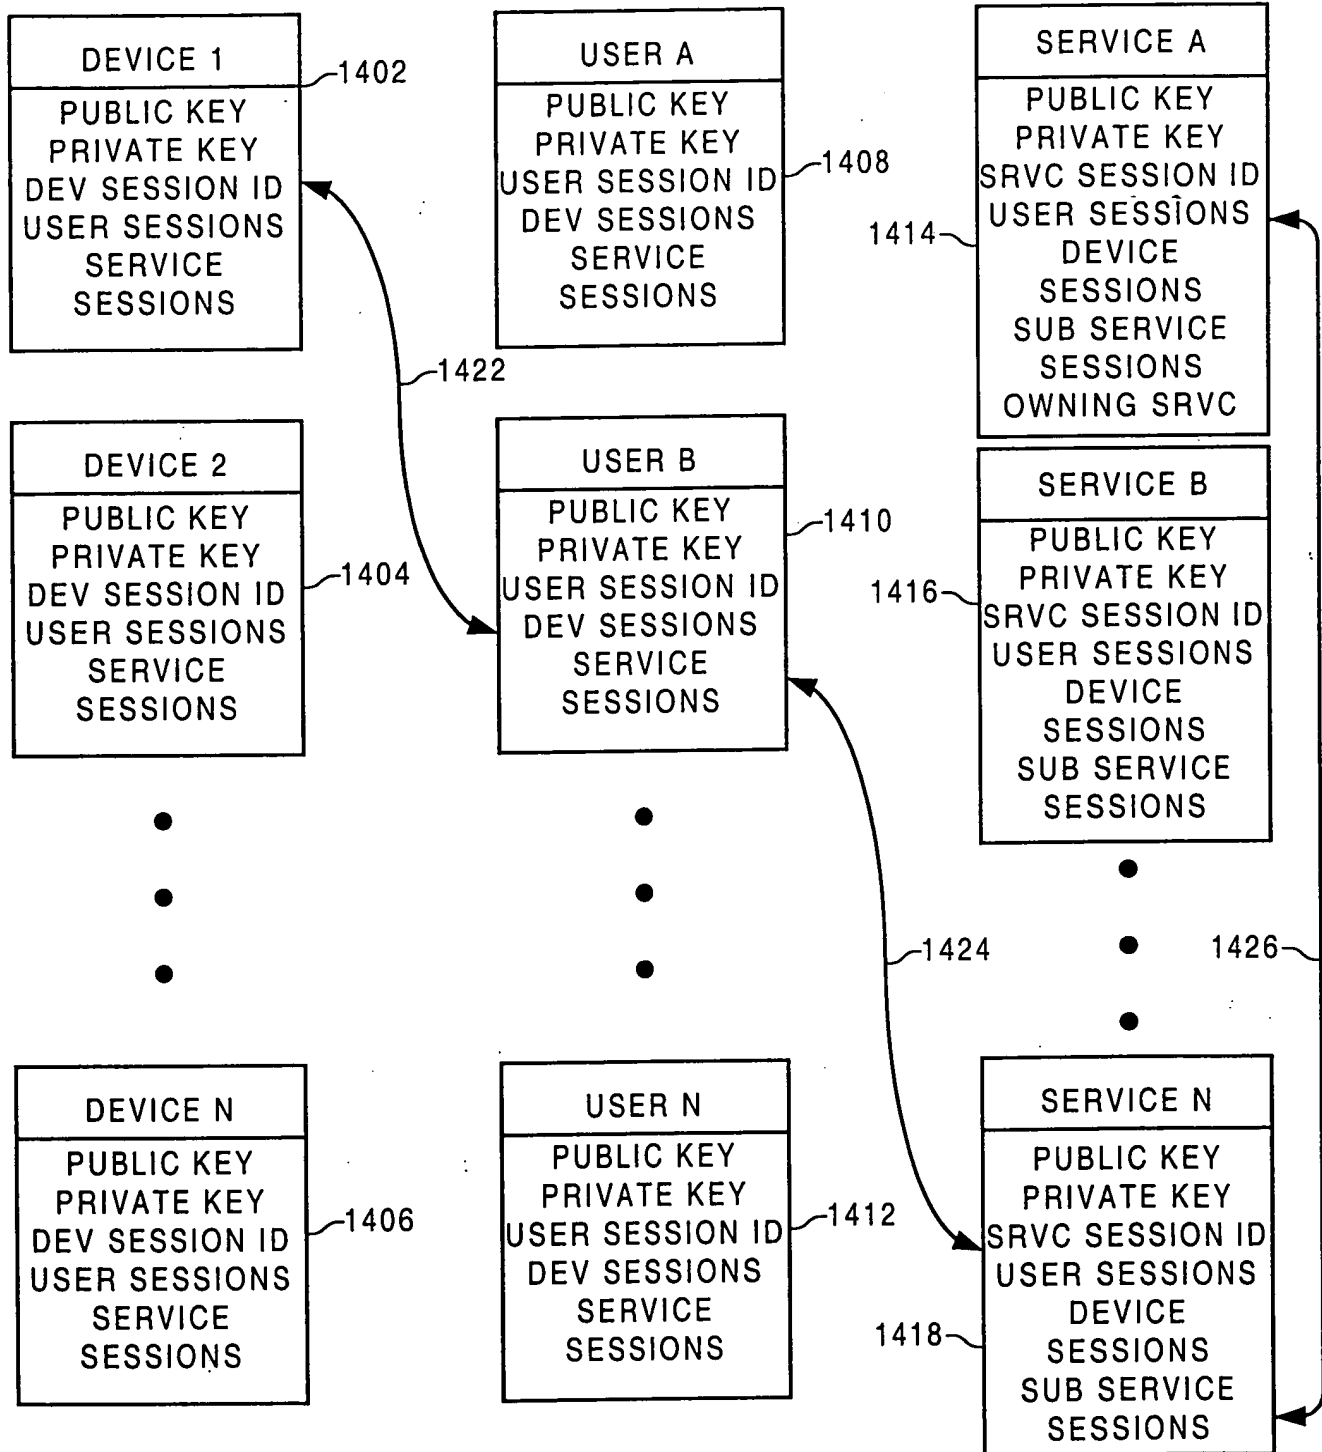 DEVICE 1
1402
PUBLIC KEY
PRIVATE KEY
DEV SESSION ID
USER SESSIONS
SERVICE
SESSIONS
USER A
PUBLIC KEY
PRIVATE KEY
1408
USER SESSION ID
DEV SESSIONS
SERVICE
SESSIONS
SERVICE A
PUBLIC KEY
PRIVATE KEY
SRVC SESSION ID
USER SESSIONS
1414
DEVICE
SESSIONS
SUB SERVICE
SESSIONS
OWNING SRVC
1422
DEVICE 2
PUBLIC KEY
PRIVATE KEY
1404
DEV SESSION ID
USER SESSIONS
SERVICE
SESSIONS
USER B
PUBLIC KEY
1410
PRIVATE KEY
USER SESSION ID
DEV SESSIONS
SERVICE
SESSIONS
SERVICE B
PUBLIC KEY
PRIVATE KEY
1416
SRVC SESSION ID
USER SESSIONS
DEVICE
SESSIONS
SUB SERVICE
SESSIONS
1424
1426
DEVICE N
PUBLIC KEY
PRIVATE KEY
1406
DEV SESSION ID
USER SESSIONS
SERVICE
SESSIONS
USER N
PUBLIC KEY
PRIVATE KEY
1412
USER SESSION ID
DEV SESSIONS
SERVICE
SESSIONS
SERVICE N
PUBLIC KEY
PRIVATE KEY
SRVC SESSION ID
USER SESSIONS
DEVICE
1418
SESSIONS
SUB SERVICE
SESSIONS